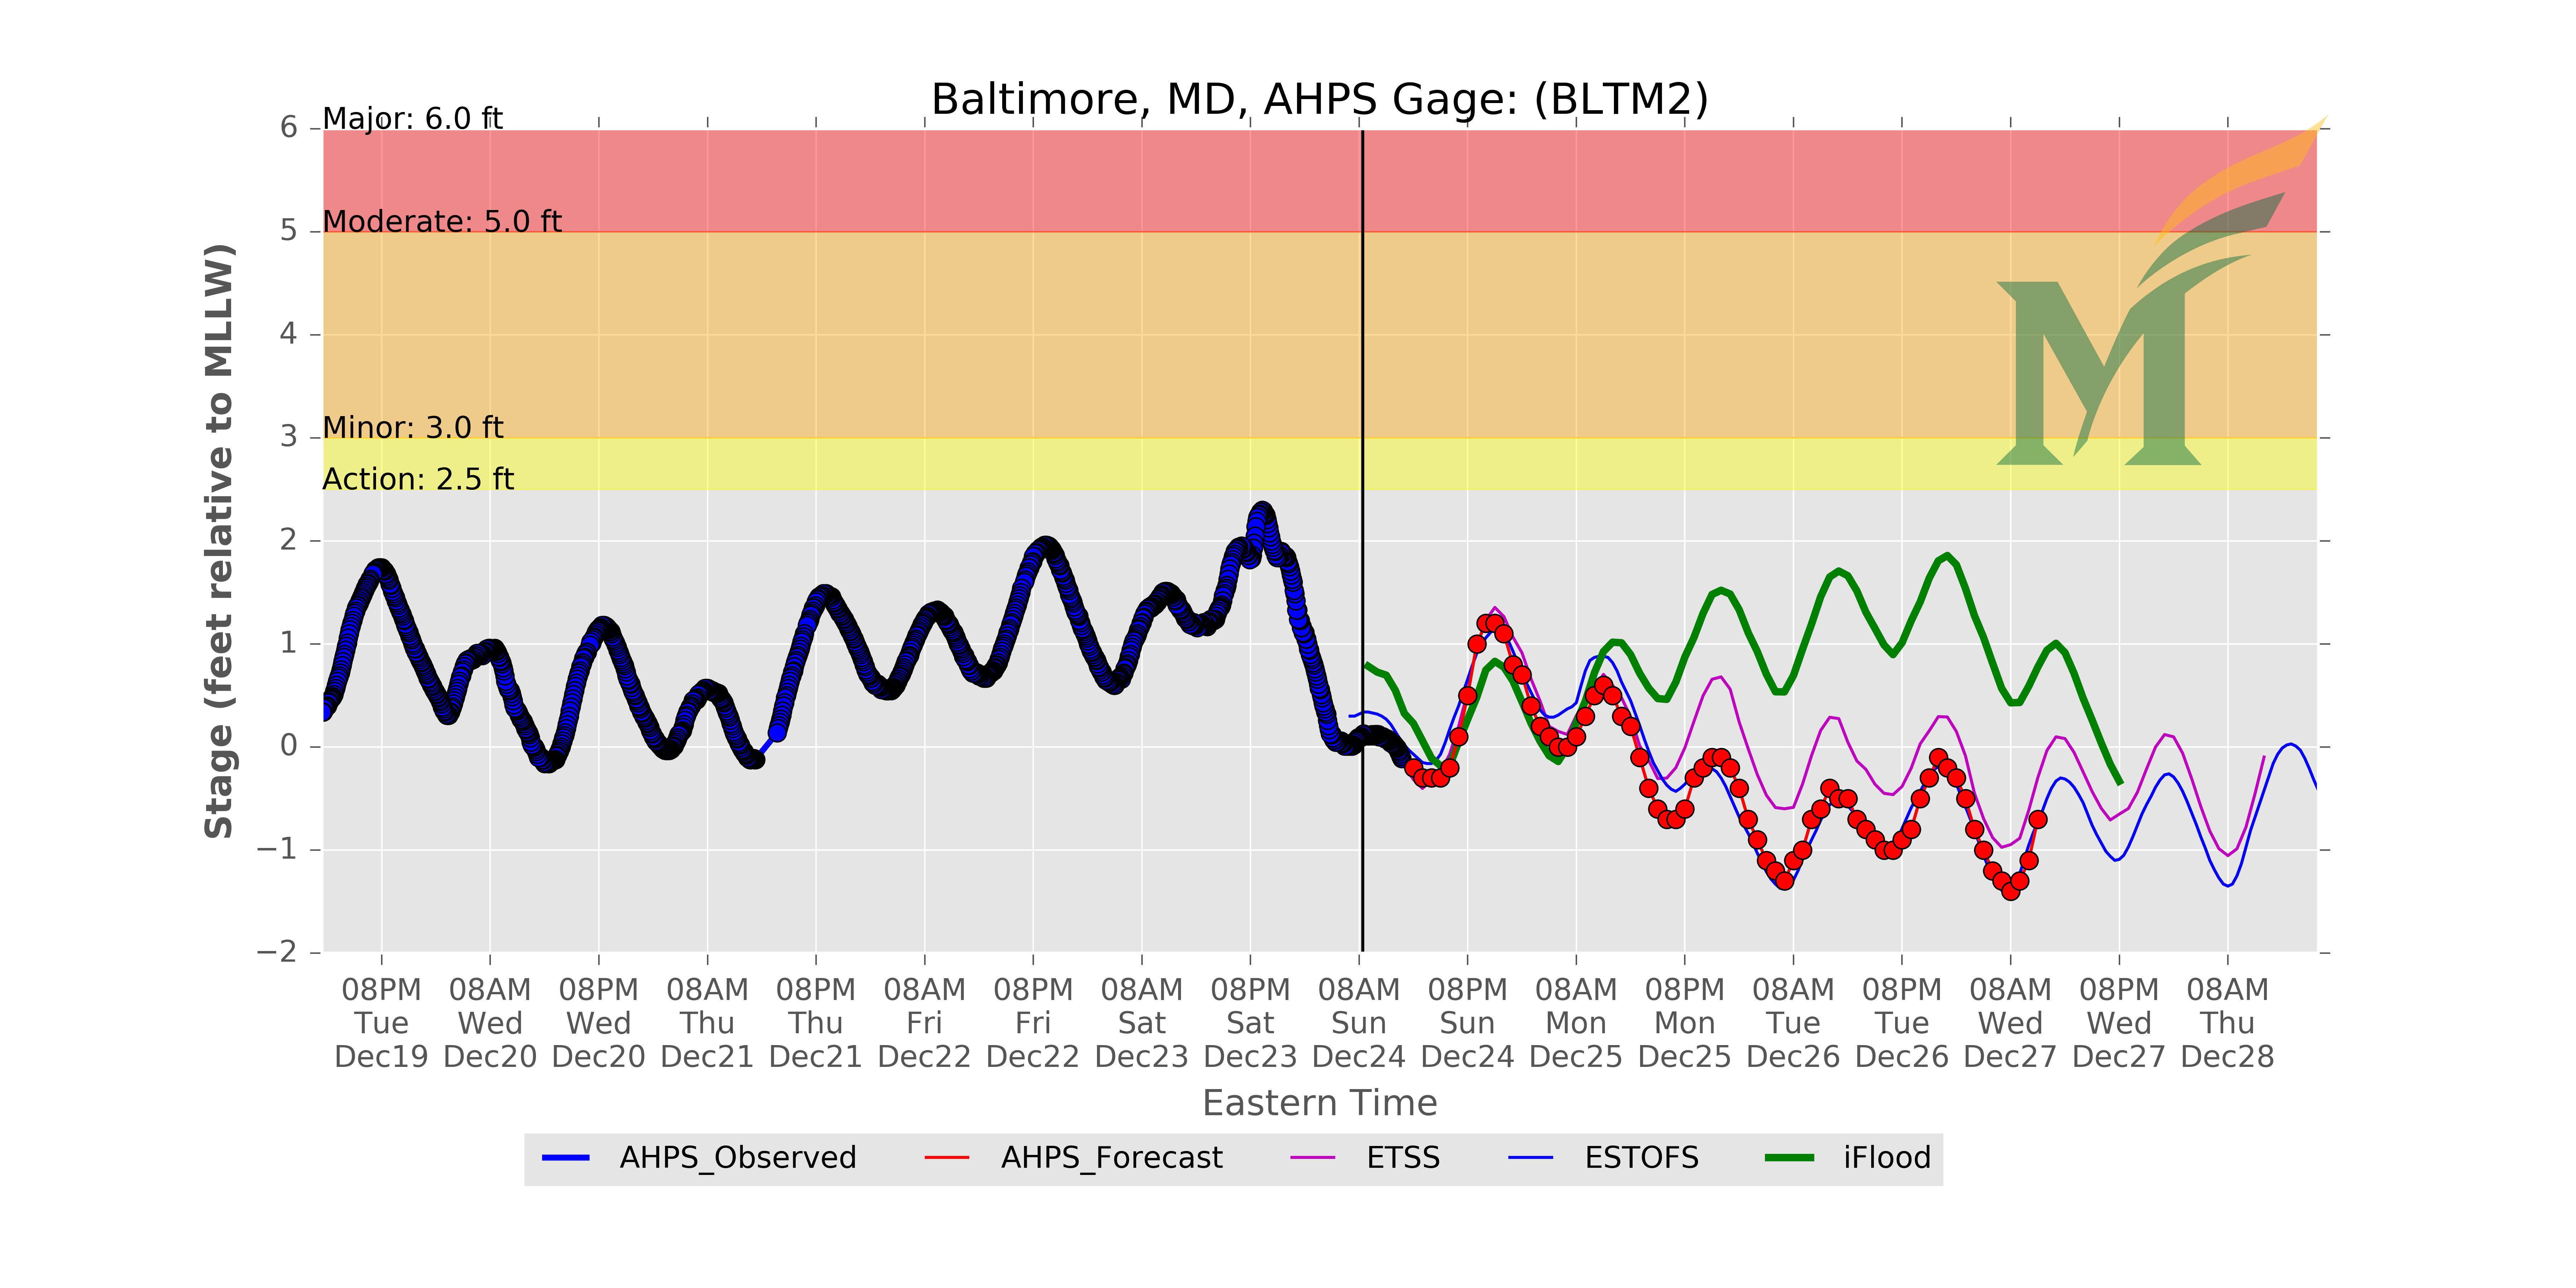 Baltimore, MD, AHPS Gage: (BLTM2)
Major: 6.0 ft
Moderate: 5.0 ft
Minor: 3.0 ft
Action: 2.5 ft
6
5
4
3
2
1
0
−1
−2
Stage (feet relative to MLLW)
08PM 08AM 08PM 08AM 08PM 08AM 08PM 08AM 08PM 08AM 08PM 08AM 08PM 08AM 08PM 08AM 08PM 08AM
Tue Wed Wed Thu Thu Fri Fri Sat Sat Sun Sun Mon Mon Tue Tue Wed Wed Thu
Dec19 Dec20 Dec20 Dec21 Dec21 Dec22 Dec22 Dec23 Dec23 Dec24 Dec24 Dec25 Dec25 Dec26 Dec26 Dec27 Dec27 Dec28
Eastern Time
AHPS_Observed AHPS_Forecast ETSS ESTOFS iFlood
M